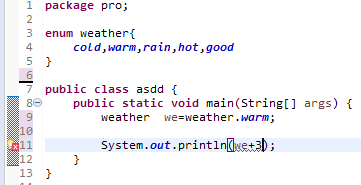 1 package pro;
2
3 enum weather{
4 cold,warm,rain,hot,good
5 }
6
7 public class asdd {
8 public static void main(String[] args) {
9 weather we=weather.warm;
10
11 System.out.println(we+3);
12 }
13 }